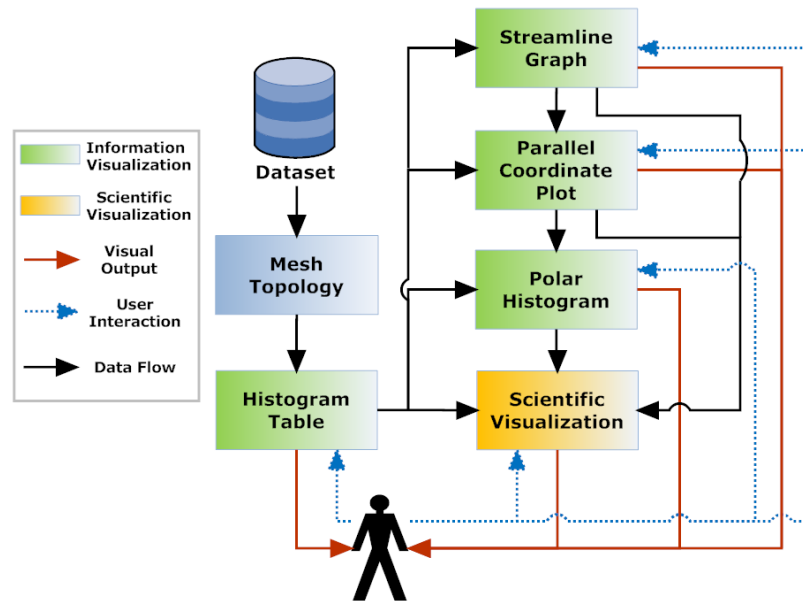 Streamline
Graph
Dataset
Information
Visualization
Parallel
Coordinate
Plot
Scientific
Visualization
Visual
Output
Mesh
Topology
Polar
Histogram
User
Interaction
Data Flow
Histogram
Table
Scientific
Visualization